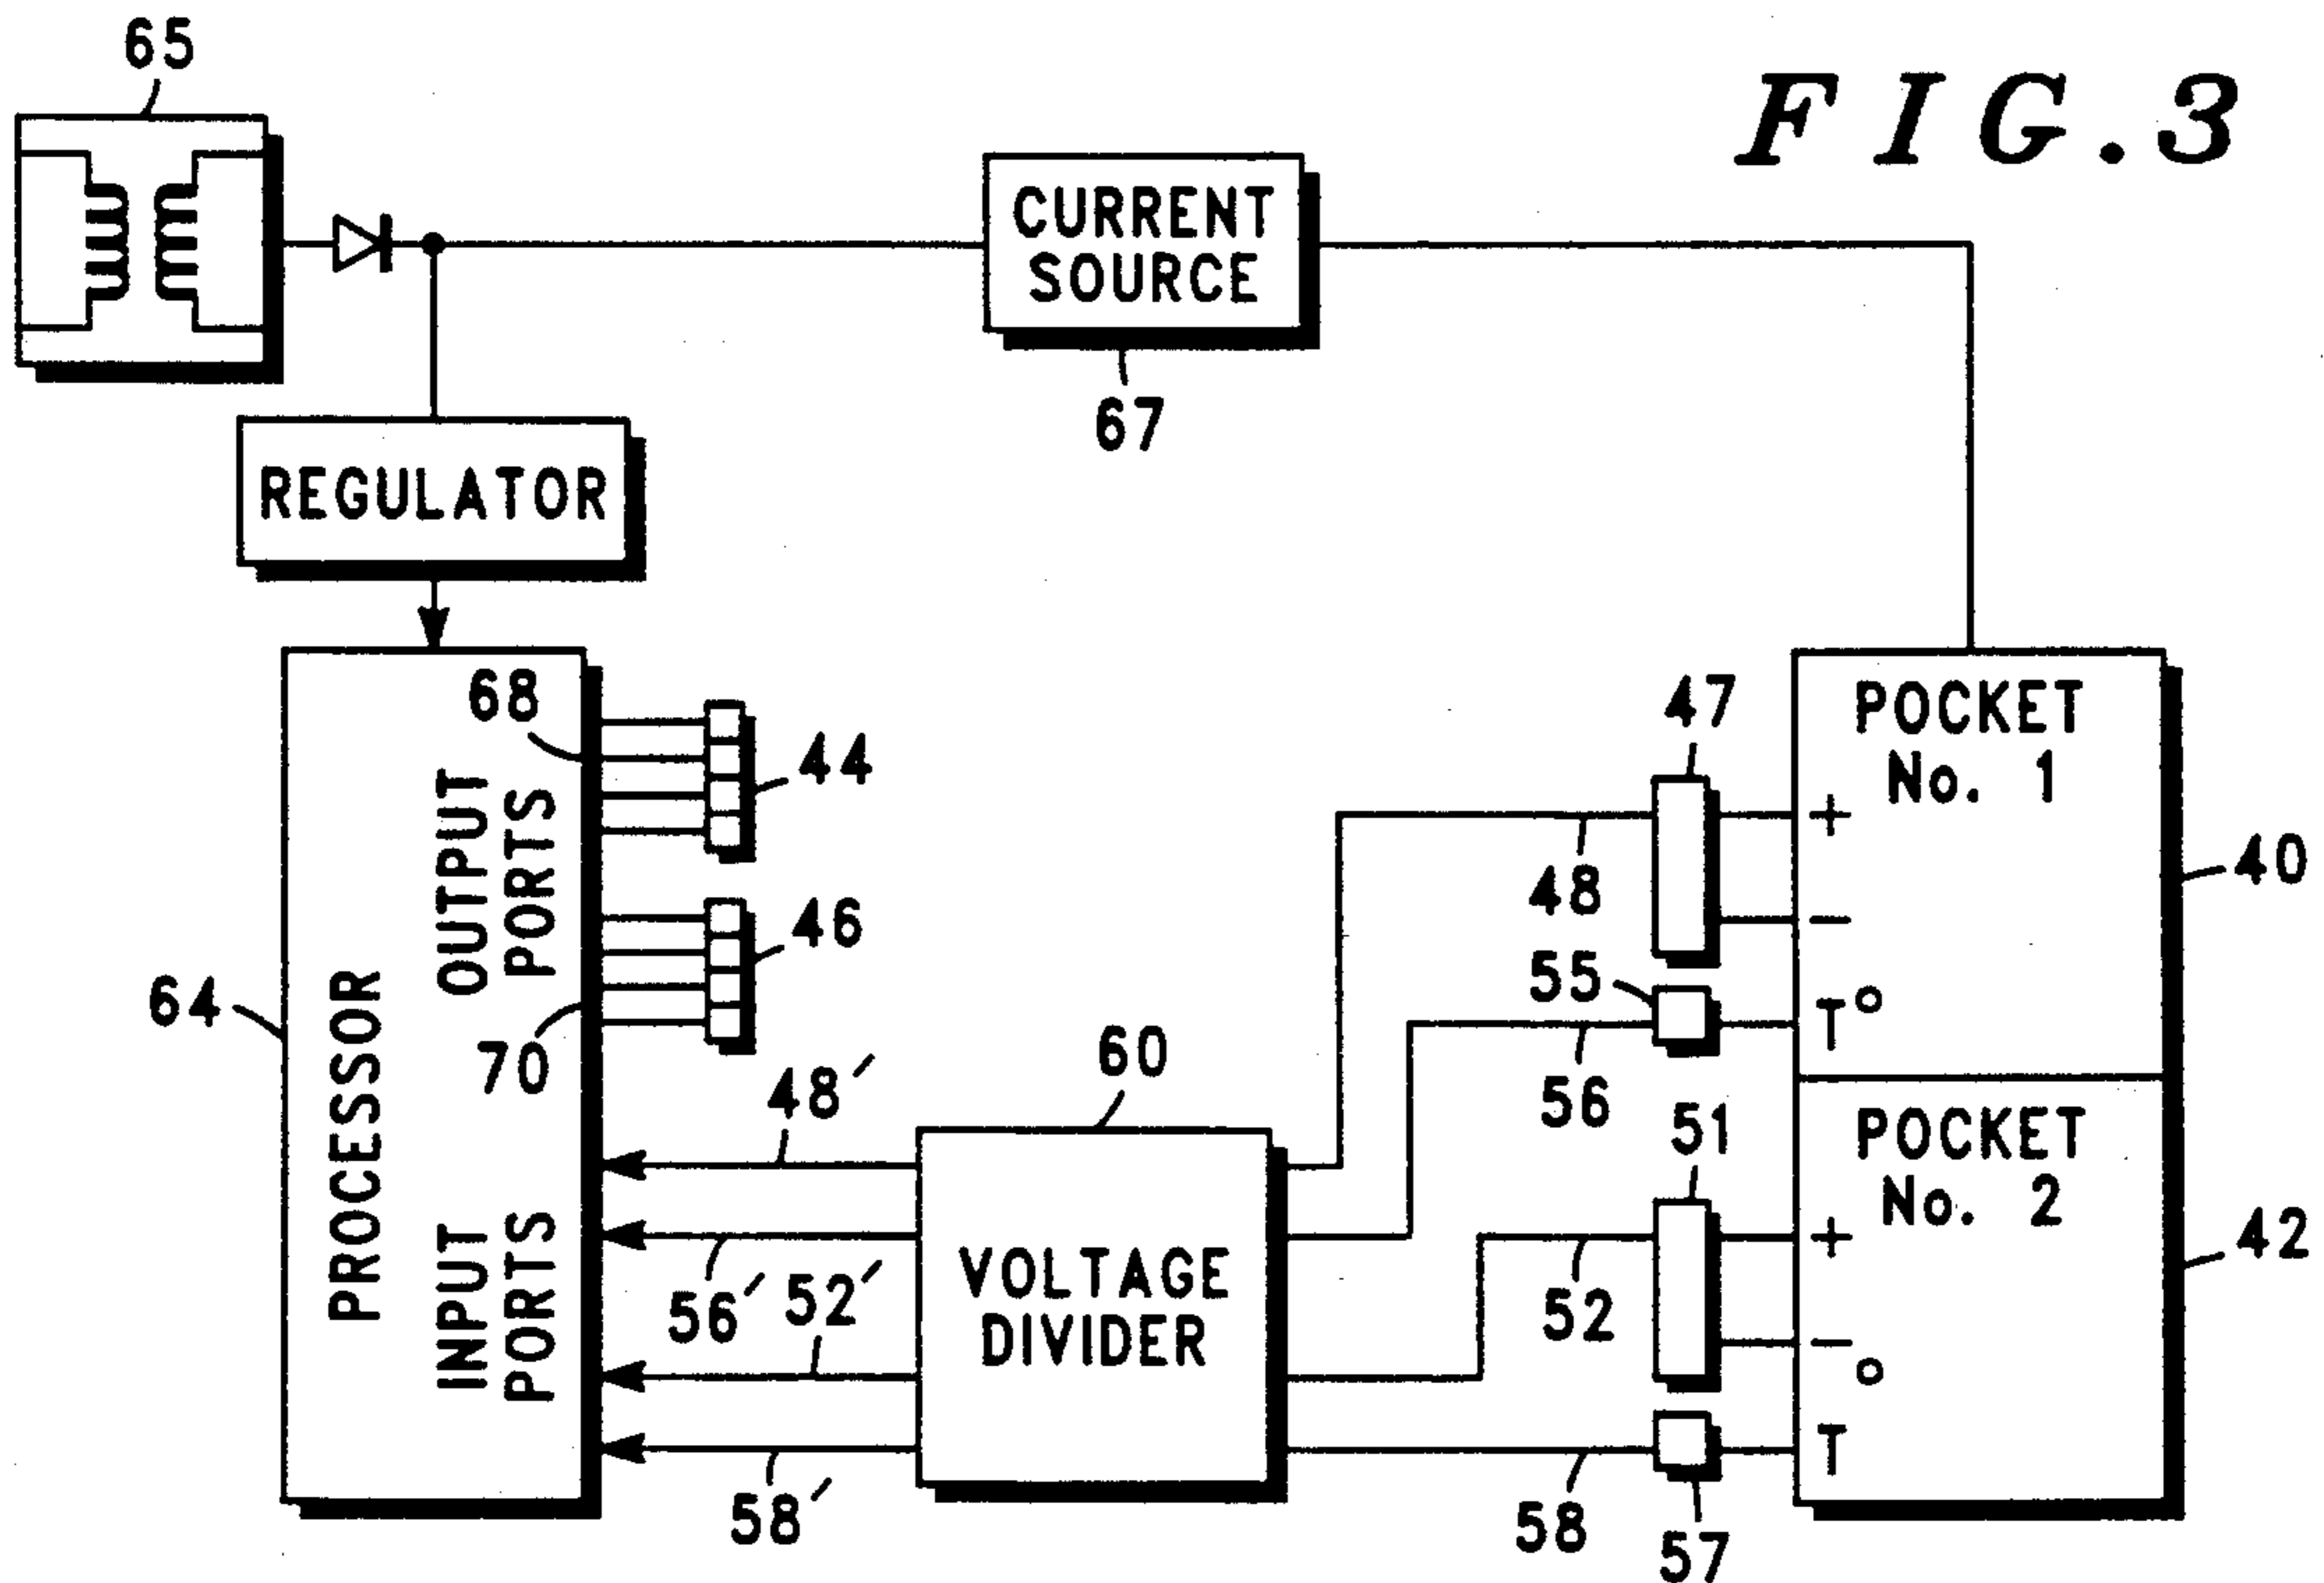 65
FIG.3
CURRENT
SOURCE
67
REGULATOR
68
44
OUTPUT
PORTS
46
64
PROCESSOR
70
INPUT
PORTS
48′
56′
52′
58′
60
VOLTAGE
DIVIDER
47
48
55
56
51
52
58
57
POCKET
No. 1
+
−
T°
40
POCKET
No. 2
+
−
°
T
42